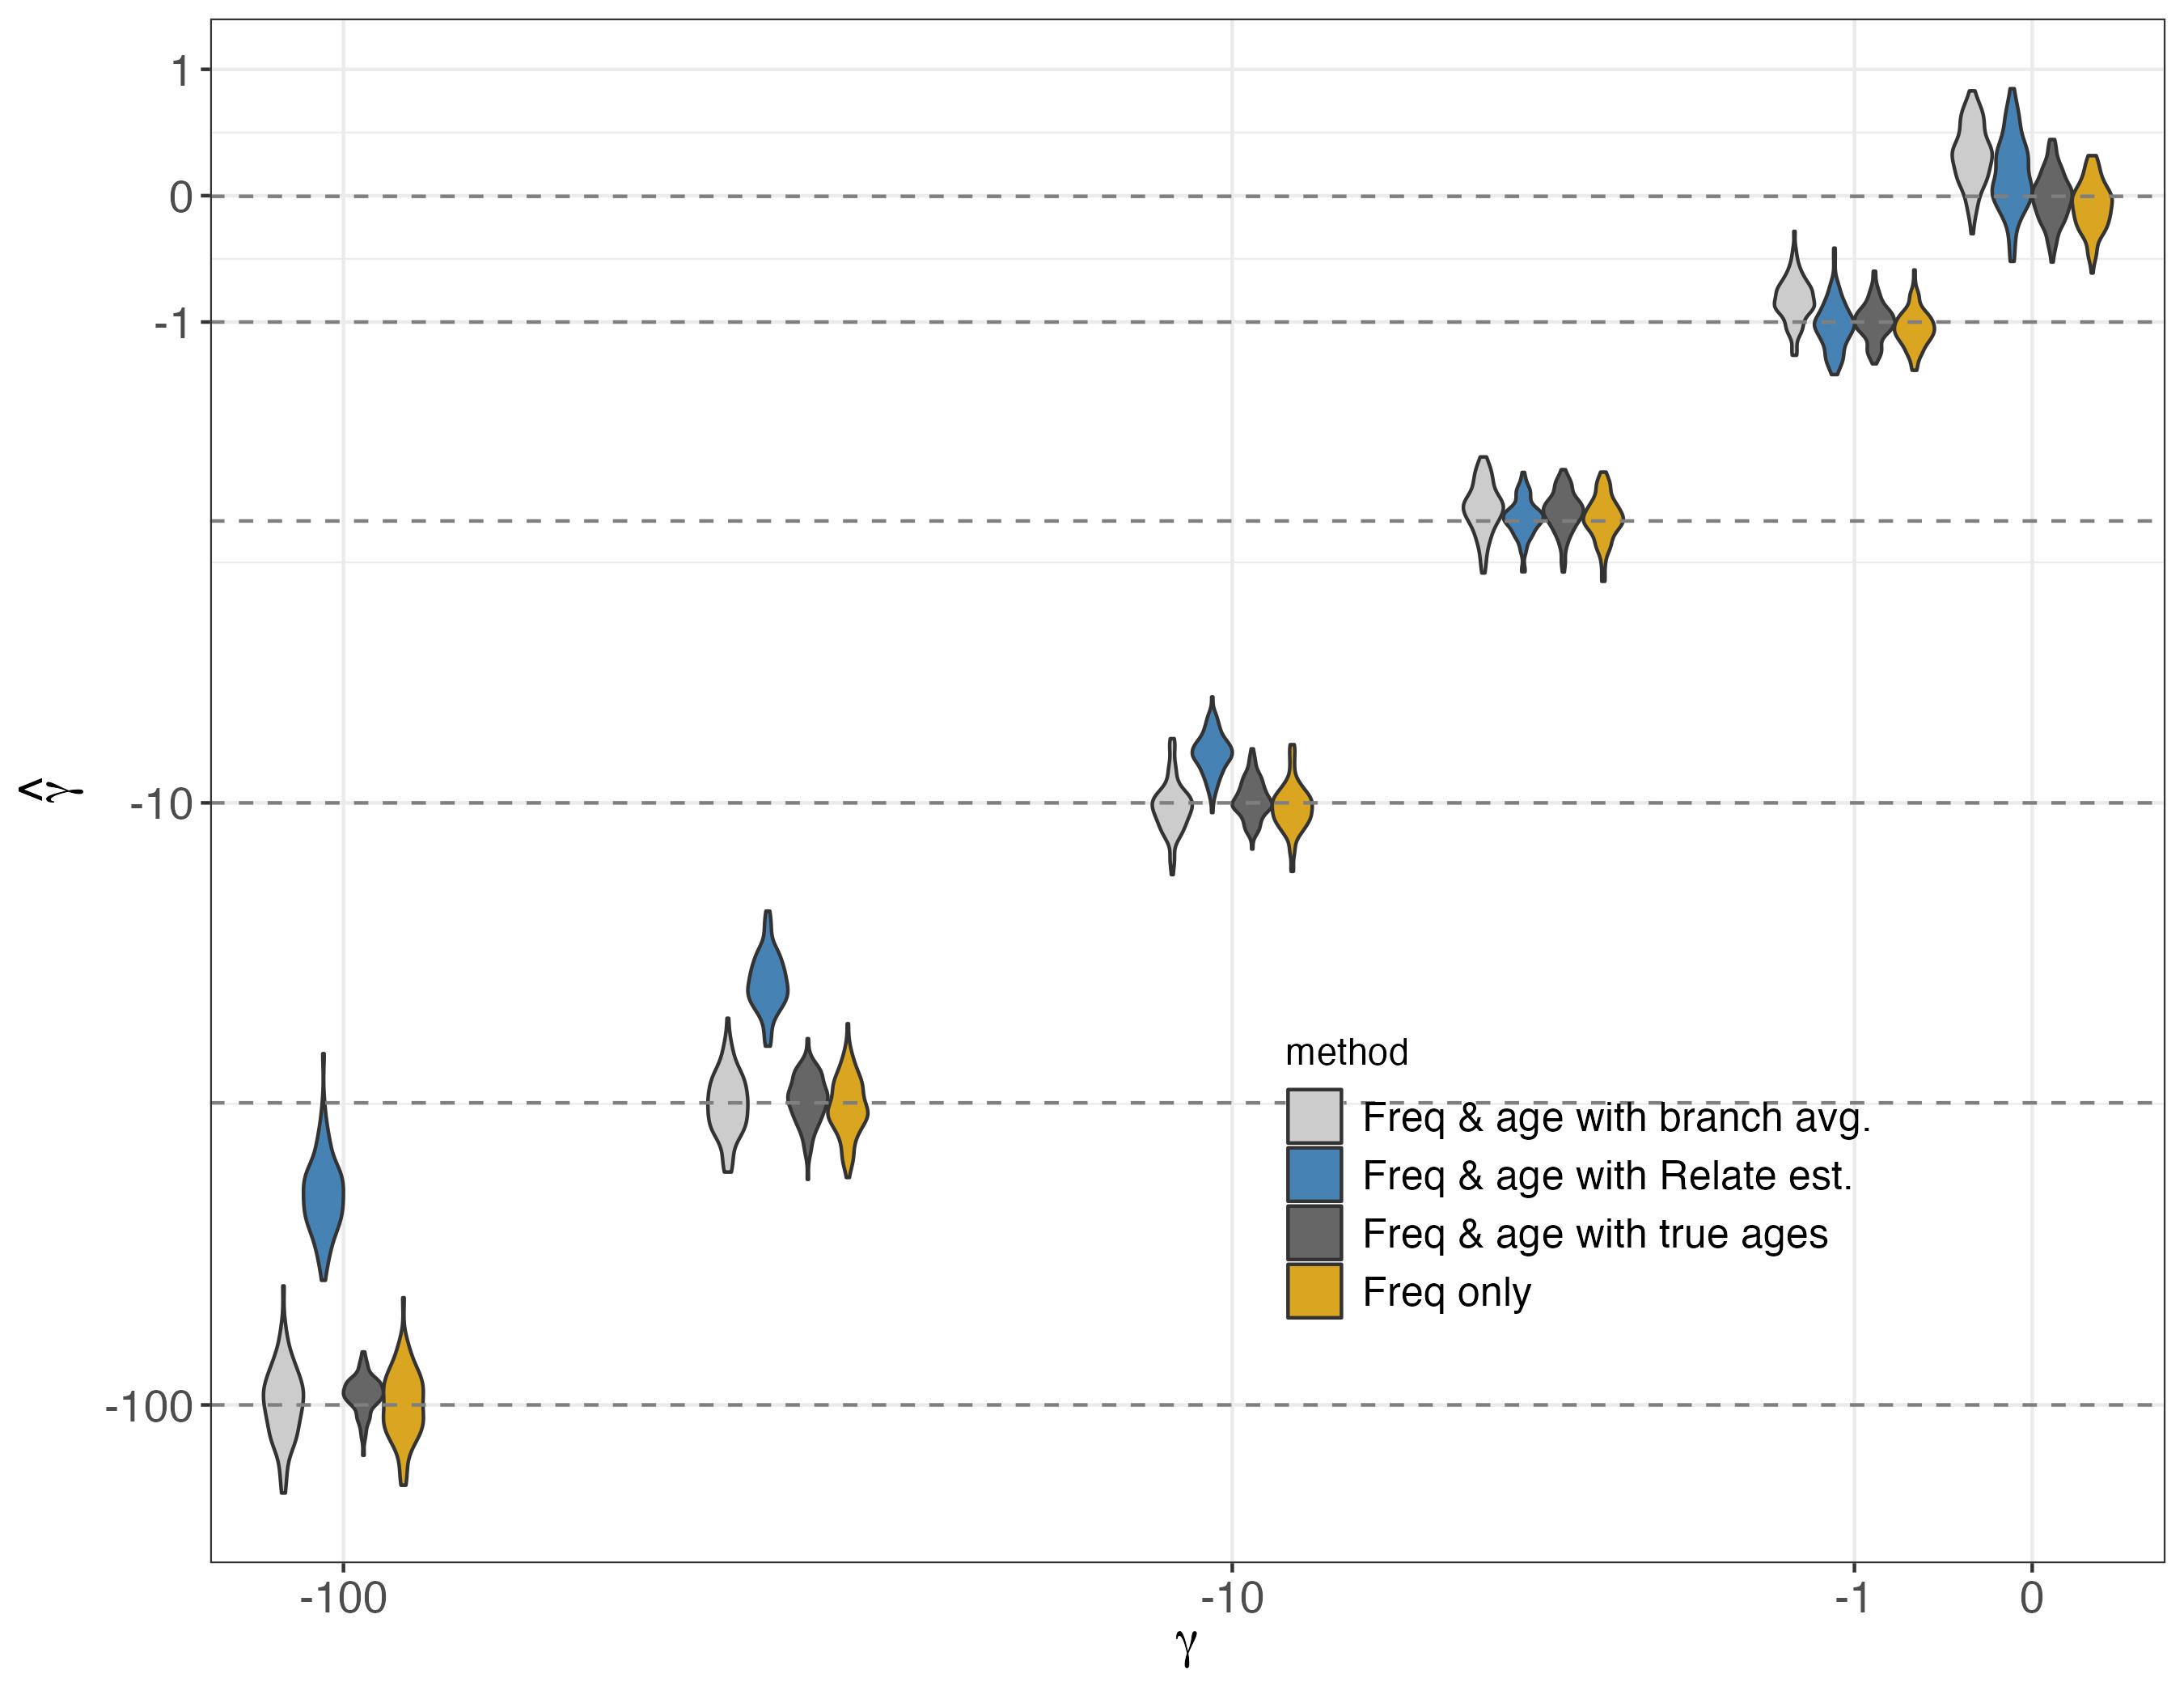 1
0
-1
-10
-100
γ̂
method
Freq & age with branch avg.
Freq & age with Relate est.
Freq & age with true ages
Freq only
-100 -10 -1 0
γ